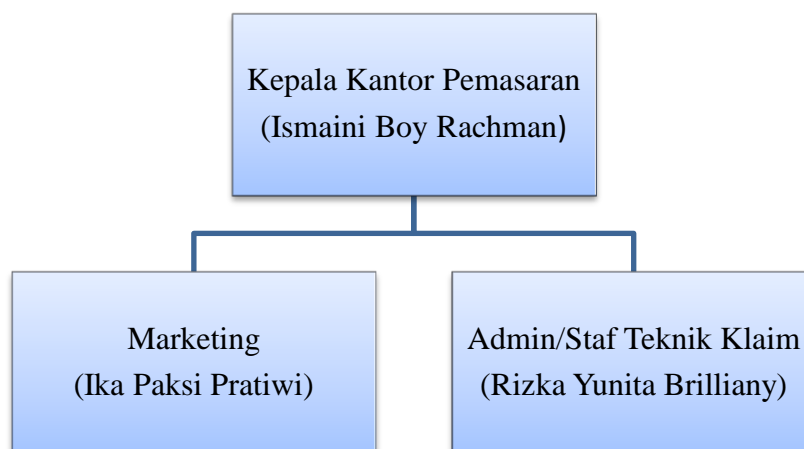 Kepala Kantor Pemasaran
(Ismaini Boy Rachman)
Marketing
(Ika Paksi Pratiwi)
Admin/Staf Teknik Klaim
(Rizka Yunita Brilliany)